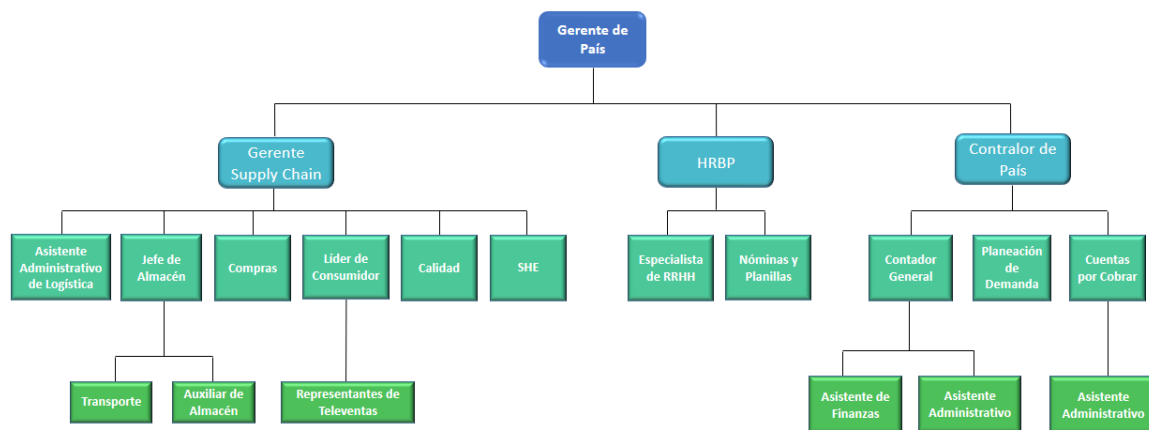 Gerente de
País
Gerente
Supply Chain
HRBP
Contralor de
País
Asistente
Administrativo
de Logística
Jefe de
Almacén
Compras
Líder de
Consumidor
Calidad
SHE
Especialista
de RRHH
Nóminas y
Planillas
Contador
General
Planeación
de
Demanda
Cuentas
por Cobrar
Transporte
Auxiliar de
Almacén
Representantes de
Televentas
Asistente de
Finanzas
Asistente
Administrativo
Asistente
Administrativo